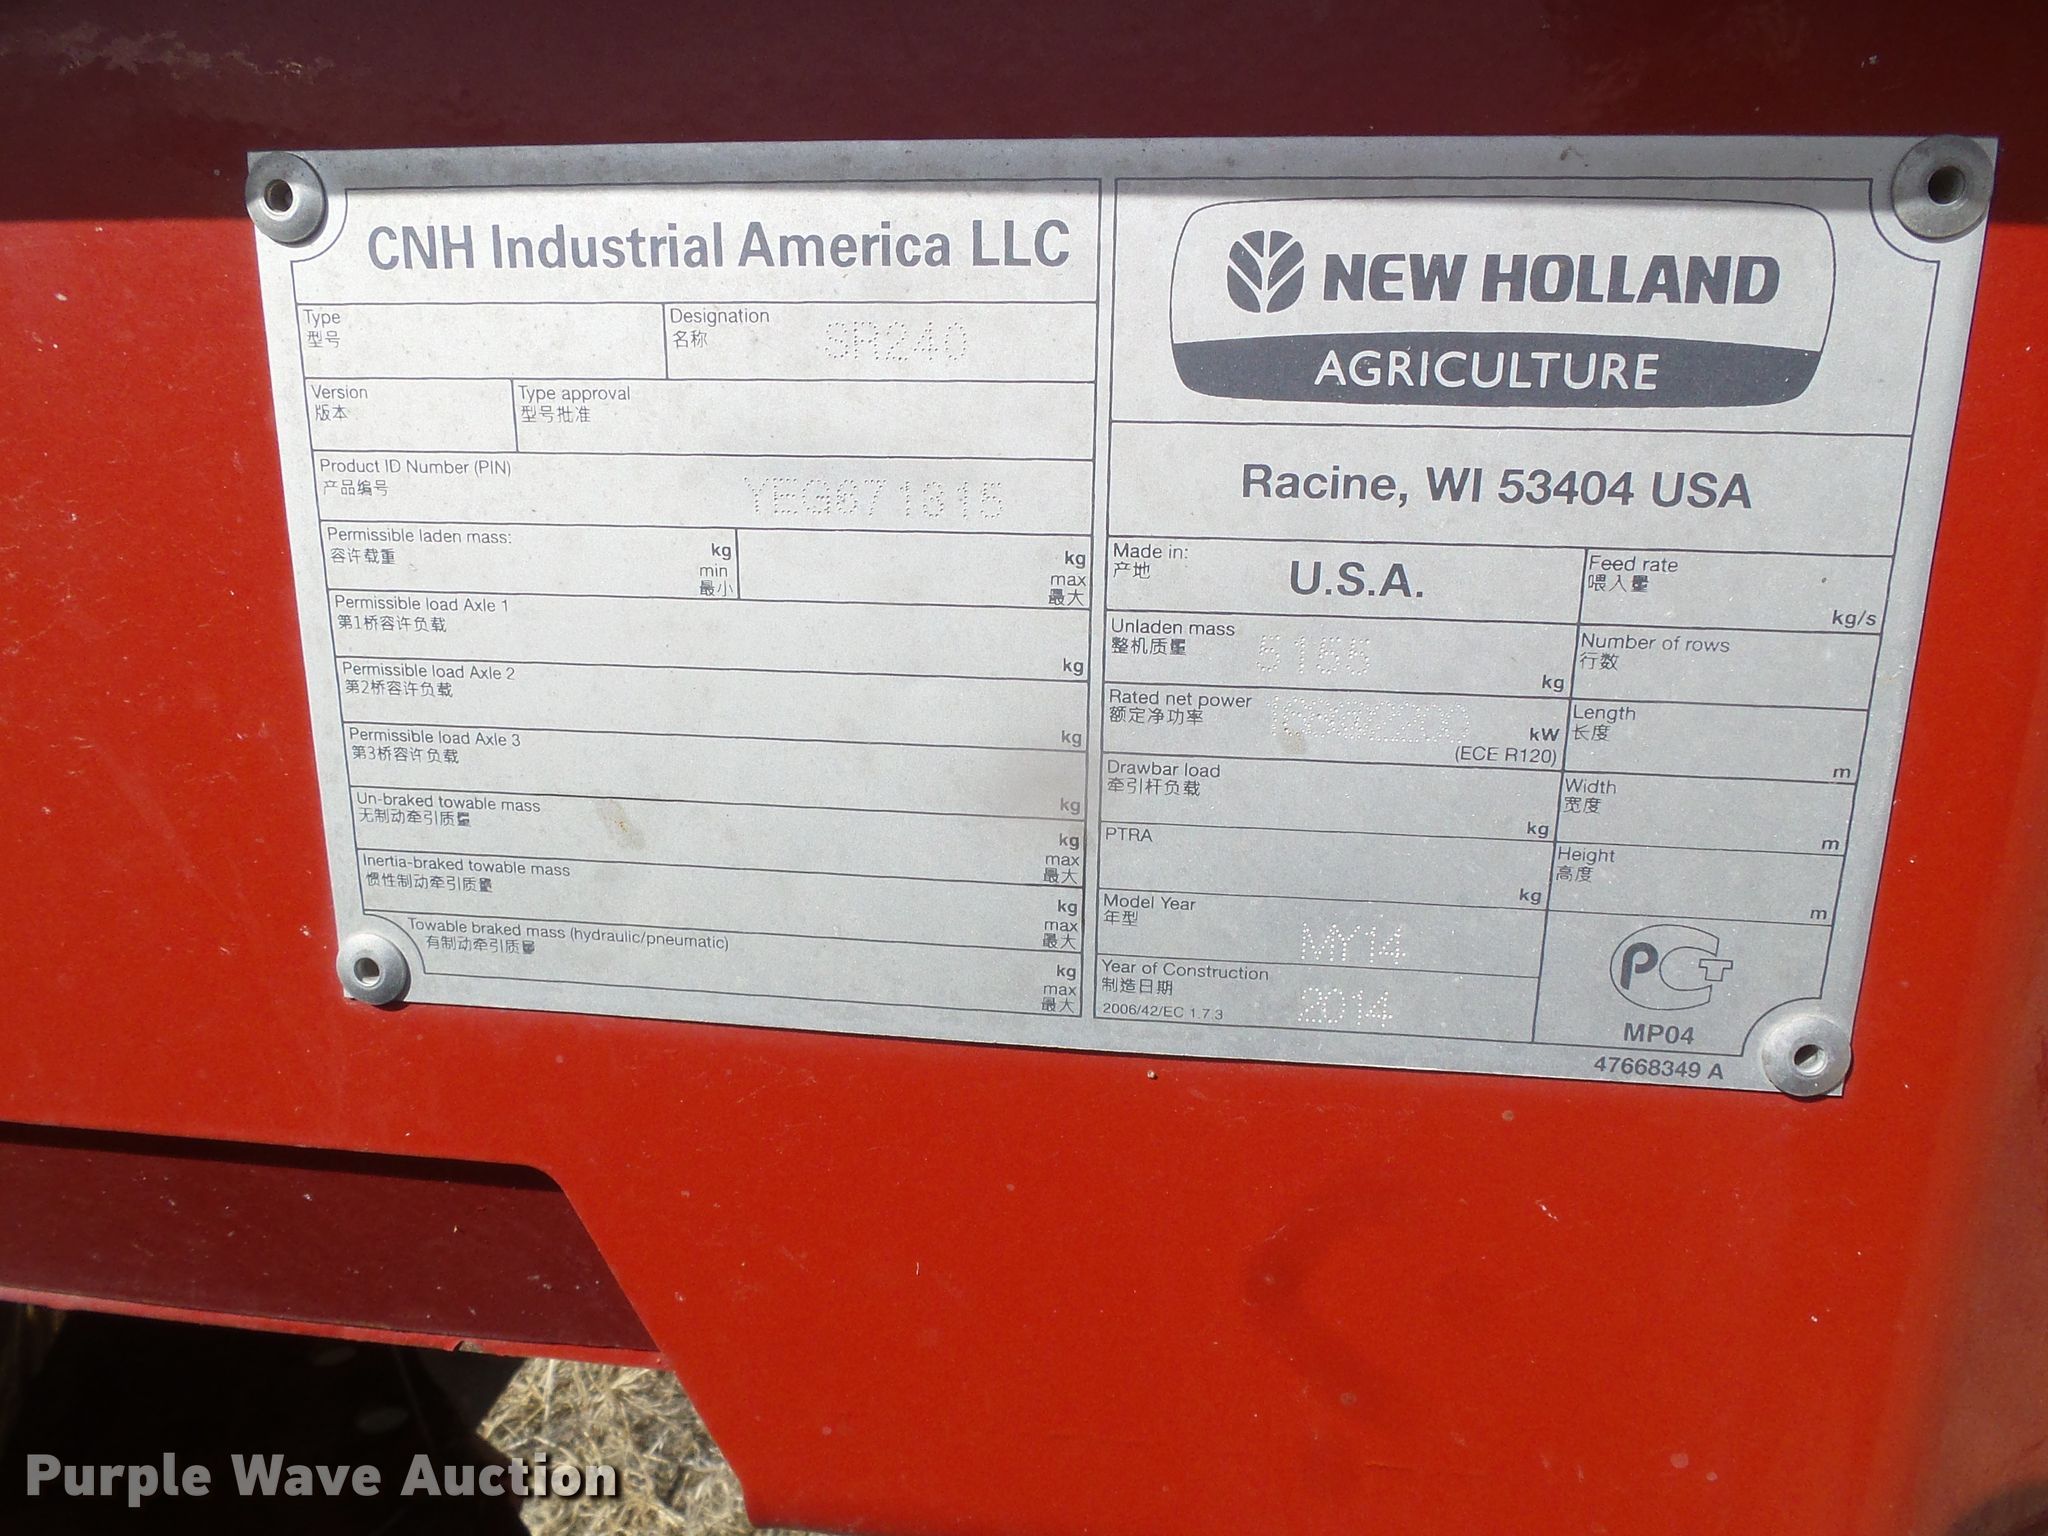 CNH Industrial America LLC
Type
型号
Designation
名称
SR240
Version
版本
Type approval
型号批准
Product ID Number (PIN)
产品编号
YEG671315
Permissible laden mass:
容许载重
kg
min
最小
kg
max
最大
Permissible load Axle 1
第1桥容许负载
kg
Permissible load Axle 2
第2桥容许负载
kg
Permissible load Axle 3
第3桥容许负载
kg
Un-braked towable mass
无制动牵引质量
kg
max
最大
Inertia-braked towable mass
惯性制动牵引质量
kg
max
最大
Towable braked mass (hydraulic/pneumatic)
有制动牵引质量
kg
max
最大
NEW HOLLAND
AGRICULTURE
Racine, WI 53404 USA
Made in:
产地
U.S.A.
Feed rate
喂入量
kg/s
Unladen mass
整机质量
5155
kg
Number of rows
行数
Rated net power
额定净功率
kW
(ECE R120)
Length
长度
m
Drawbar load
牵引杆负载
kg
Width
宽度
m
PTRA
kg
Height
高度
m
Model Year
年型
MY14
Year of Construction
制造日期
2006/42/EC 1.7.3
2014
PCT
MP04
47668349 A
Purple Wave Auction